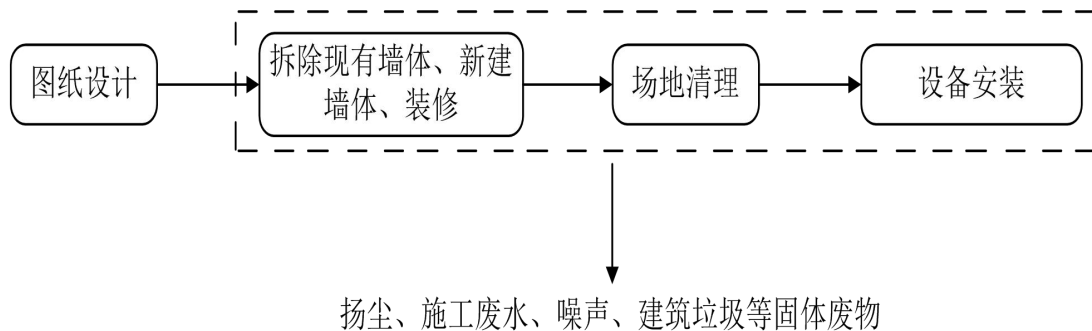 图纸设计
拆除现有墙体、新建
墙体、装修
场地清理
设备安装
扬尘、施工废水、噪声、建筑垃圾等固体废物